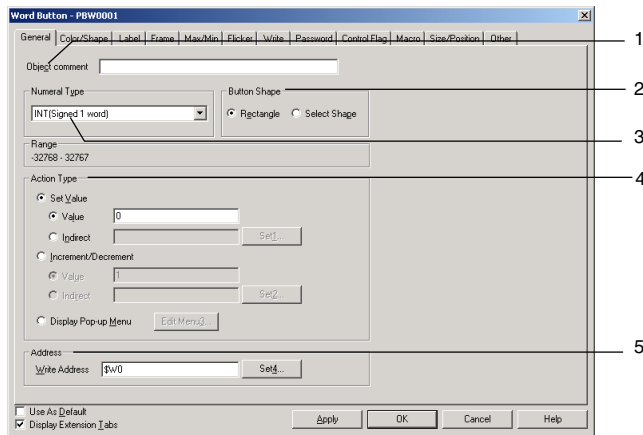 Word Button - PBW0001
General Color/Shape Label Frame Max/Min Flicker Write Password Control Flag Macro Size/Position Other
1
Object comment
Numeral Type
Button Shape
2
INT(Signed 1 word)
Rectangle Select Shape
3
Range
-32768 - 32767
4
Action Type
Set Value
Value 0
Indirect Set1...
Increment/Decrement
Value 1
Indirect Set2...
Display Pop-up Menu Edit Menu3...
Address
5
Write Address $W0 Set4...
Use As Default
Display Extension Tabs
Apply OK Cancel Help